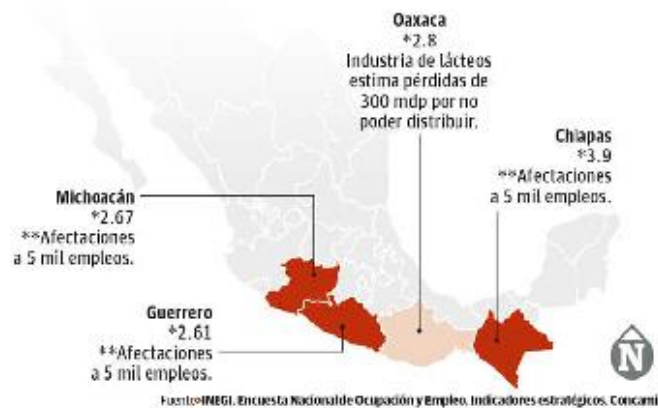 Oaxaca
*2.8
Industria de lácteos
estima pérdidas de
300 mdp por no
poder distribuir.
Chiapas
*3.9
**Afectaciones
a 5 mil empleos.
Michoacán
*2.67
**Afectaciones
a 5 mil empleos.
Guerrero
*2.61
**Afectaciones
a 5 mil empleos.
N
Fuente»INEGI. Encuesta Nacional de Ocupación y Empleo. Indicadores estratégicos. Concami